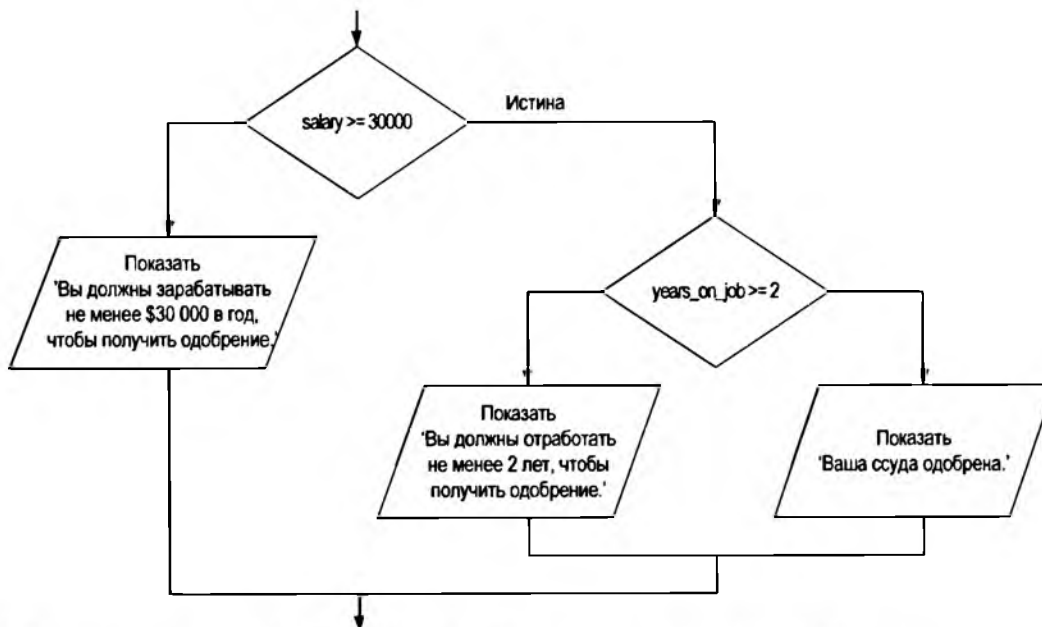 salary >= 30000
Истина
Показать
'Вы должны зарабатывать
не менее $30 000 в год,
чтобы получить одобрение.'
years_on_job >= 2
Показать
'Вы должны отработать
не менее 2 лет, чтобы
получить одобрение.'
Показать
'Ваша ссуда одобрена.'